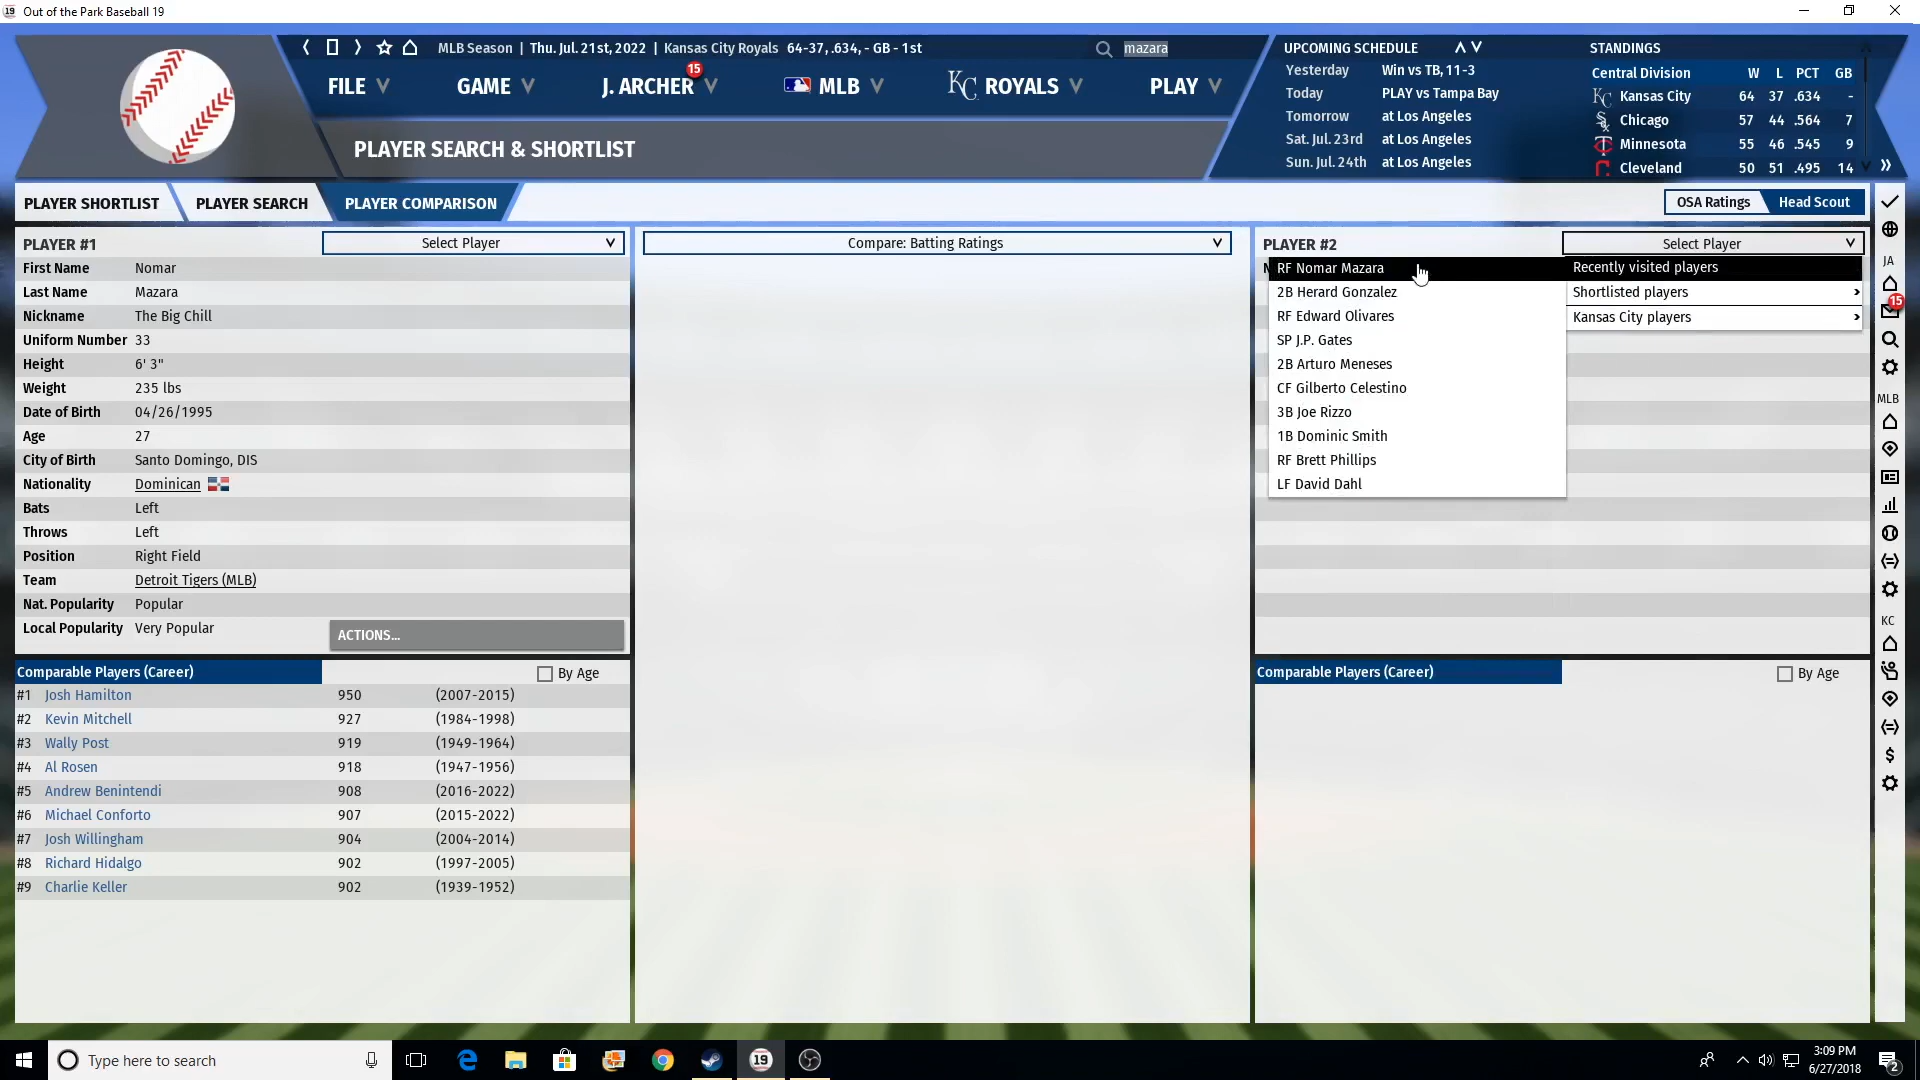 Out of the Park Baseball 19
MLB Season | Thu. Jul. 21st, 2022 | Kansas City Royals 64-37, .634, - GB - 1st
mazara
FILE GAME J. ARCHER 15 MLB KC ROYALS PLAY
PLAYER SEARCH & SHORTLIST
UPCOMING SCHEDULE
Yesterday Win vs TB, 11-3
Today PLAY vs Tampa Bay
Tomorrow at Los Angeles
Sat. Jul. 23rd at Los Angeles
Sun. Jul. 24th at Los Angeles
STANDINGS
Central Division W L PCT GB
Kansas City 64 37 .634 -
Chicago 57 44 .564 7
Minnesota 55 46 .545 9
Cleveland 50 51 .495 14
PLAYER SHORTLIST PLAYER SEARCH PLAYER COMPARISON
OSA Ratings Head Scout
PLAYER #1 Select Player
First Name Nomar
Last Name Mazara
Nickname The Big Chill
Uniform Number 33
Height 6' 3"
Weight 235 lbs
Date of Birth 04/26/1995
Age 27
City of Birth Santo Domingo, DIS
Nationality Dominican
Bats Left
Throws Left
Position Right Field
Team Detroit Tigers (MLB)
Nat. Popularity Popular
Local Popularity Very Popular
ACTIONS...
Comparable Players (Career) By Age
#1 Josh Hamilton 950 (2007-2015)
#2 Kevin Mitchell 927 (1984-1998)
#3 Wally Post 919 (1949-1964)
#4 Al Rosen 918 (1947-1956)
#5 Andrew Benintendi 908 (2016-2022)
#6 Michael Conforto 907 (2015-2022)
#7 Josh Willingham 904 (2004-2014)
#8 Richard Hidalgo 902 (1997-2005)
#9 Charlie Keller 902 (1939-1952)
Compare: Batting Ratings
PLAYER #2 Select Player
RF Nomar Mazara
2B Herard Gonzalez
RF Edward Olivares
SP J.P. Gates
2B Arturo Meneses
CF Gilberto Celestino
3B Joe Rizzo
1B Dominic Smith
RF Brett Phillips
LF David Dahl
Recently visited players
Shortlisted players
Kansas City players
Comparable Players (Career) By Age
JA
15
MLB
KC
$
Type here to search
19
3:09 PM
6/27/2018
2